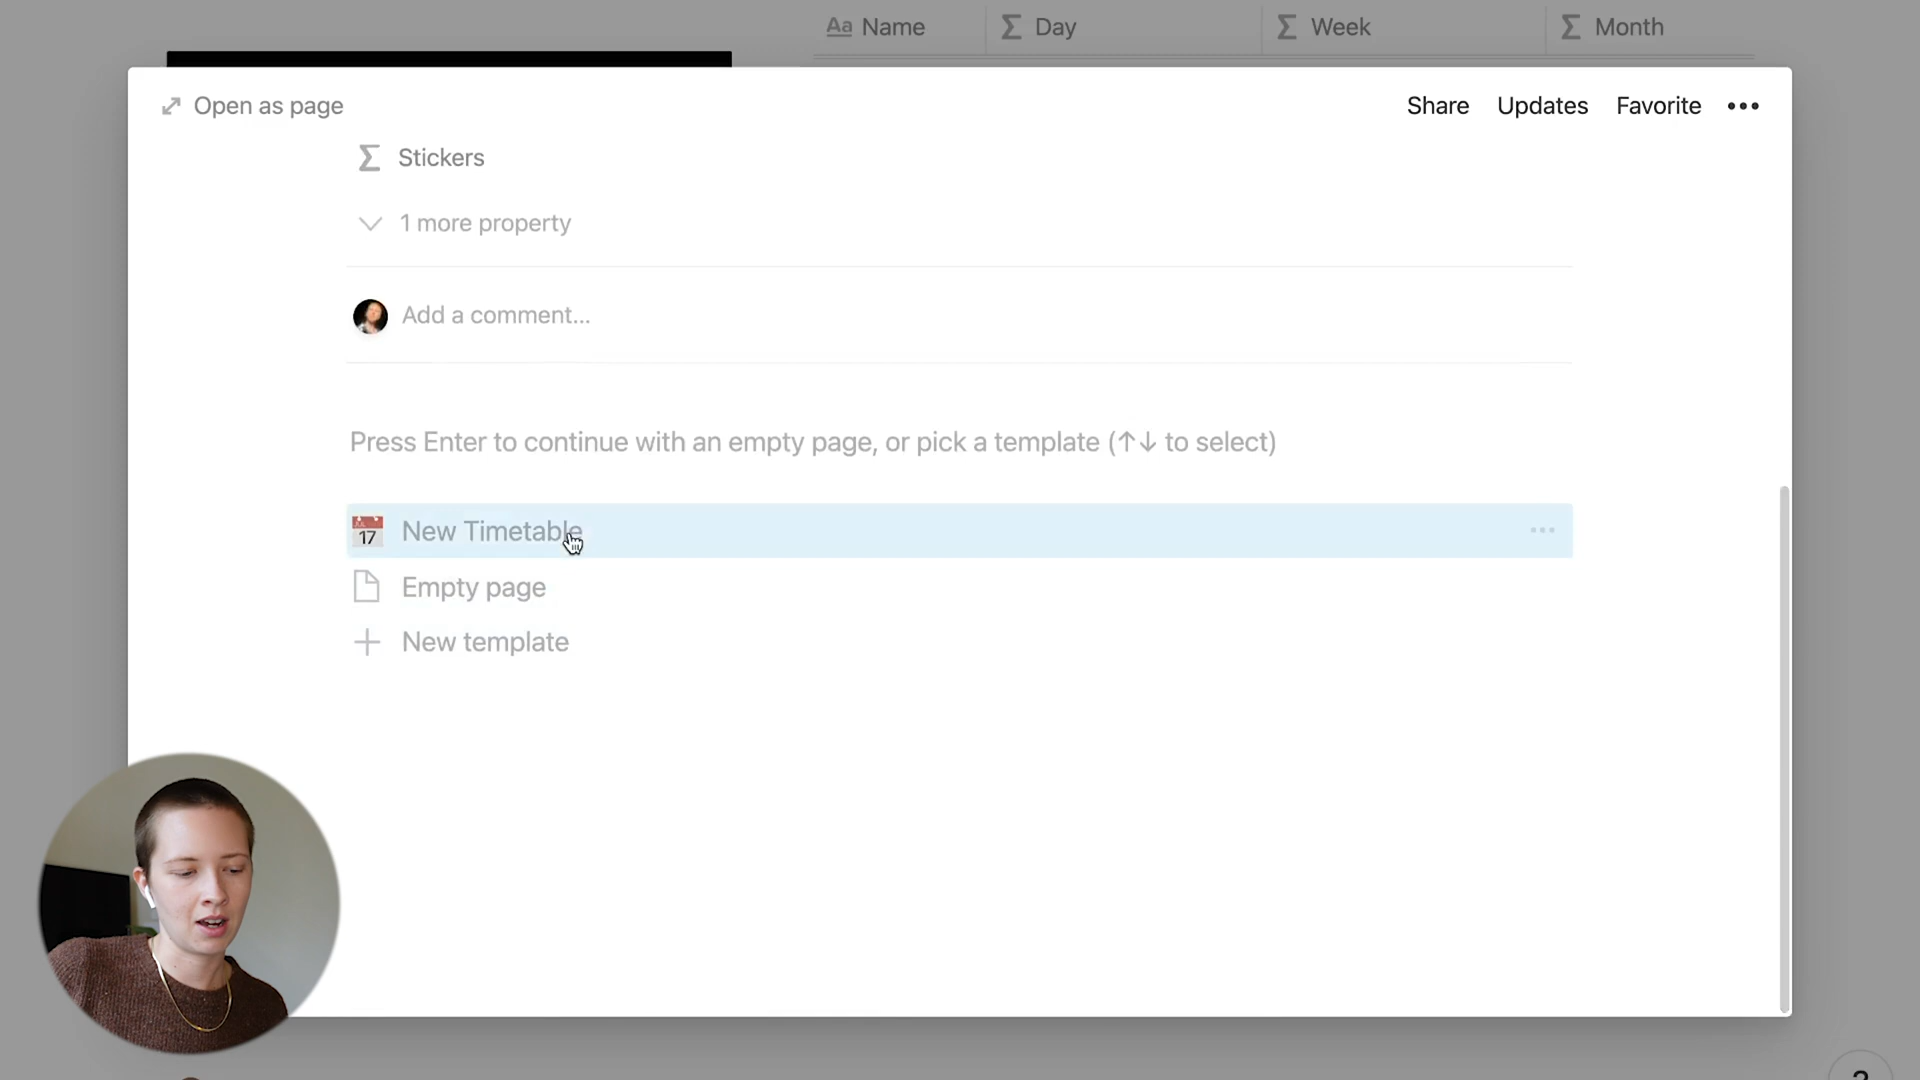 Aa Name Σ Day Σ Week Σ Month
Open as page Share Updates Favorite •••
Σ Stickers
1 more property
Add a comment...
Press Enter to continue with an empty page, or pick a template (↑↓ to select)
17 New Timetable •••
Empty page
+ New template
?